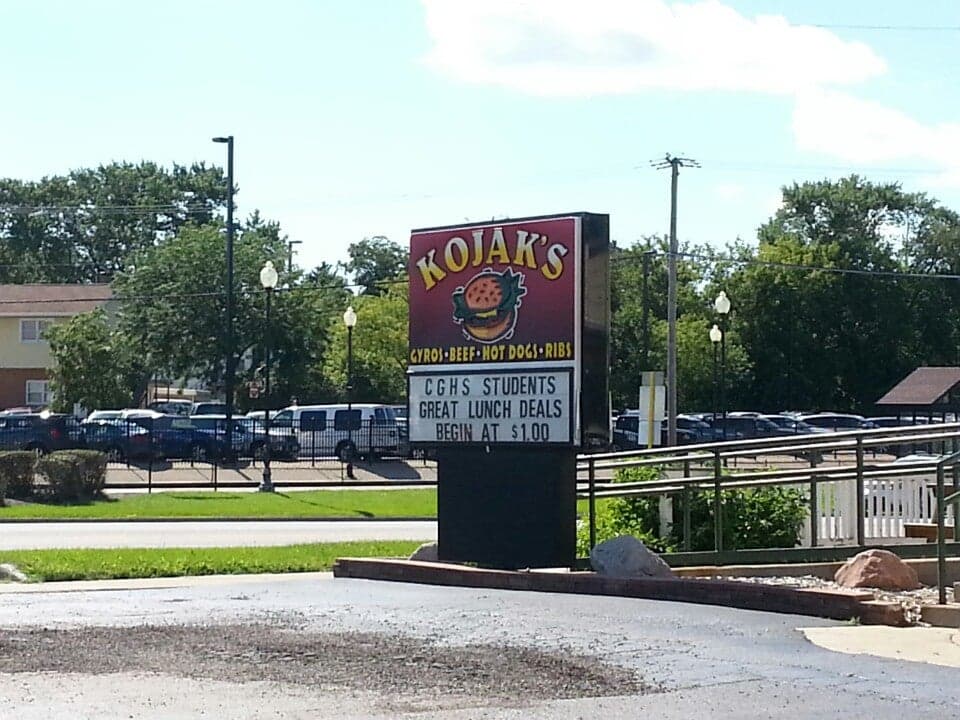 KOJAK'S
GYROS • BEEF • HOT DOGS • RIBS
CGHS STUDENTS
GREAT LUNCH DEALS
BEGIN AT $1.00